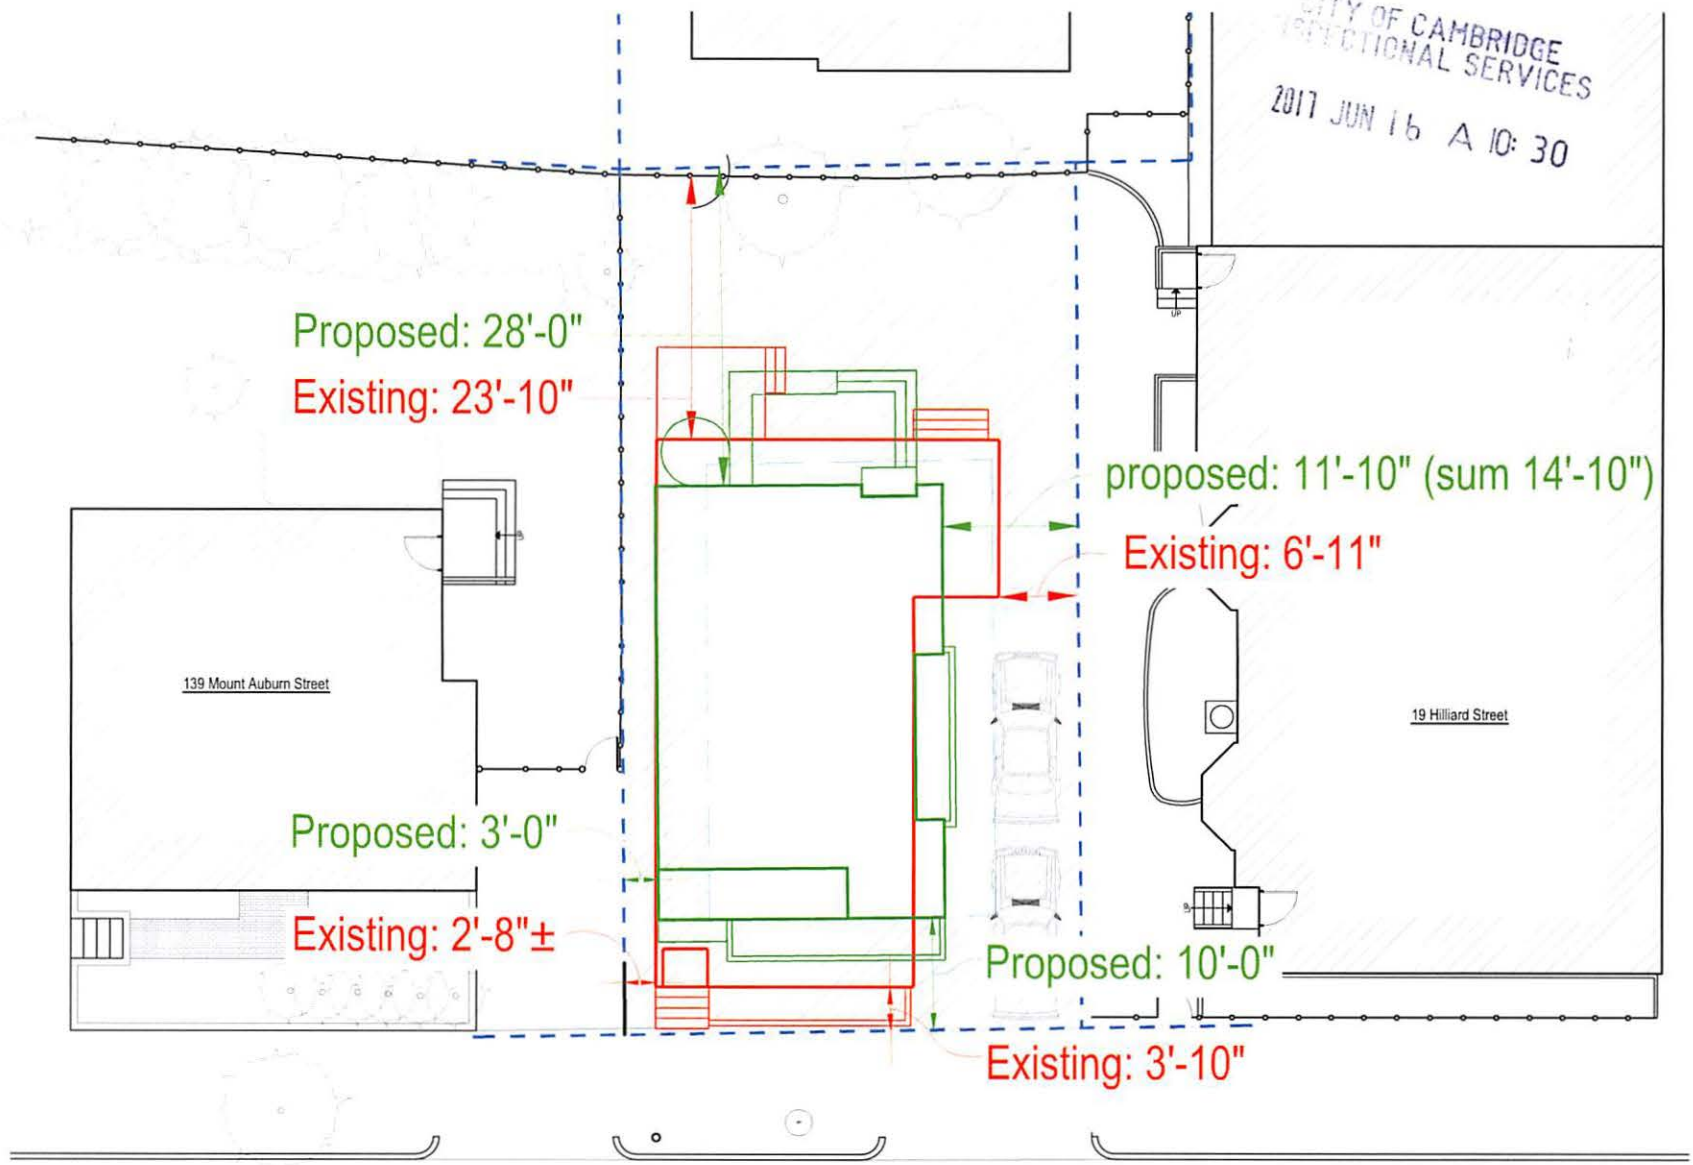 CITY OF CAMBRIDGE
INSPECTIONAL SERVICES
2017 JUN 16 A 10: 30
UP
Proposed: 28'-0"
Existing: 23'-10"
proposed: 11'-10" (sum 14'-10")
Existing: 6'-11"
139 Mount Auburn Street
19 Hilliard Street
Proposed: 3'-0"
UP
Existing: 2'-8"±
Proposed: 10'-0"
Existing: 3'-10"